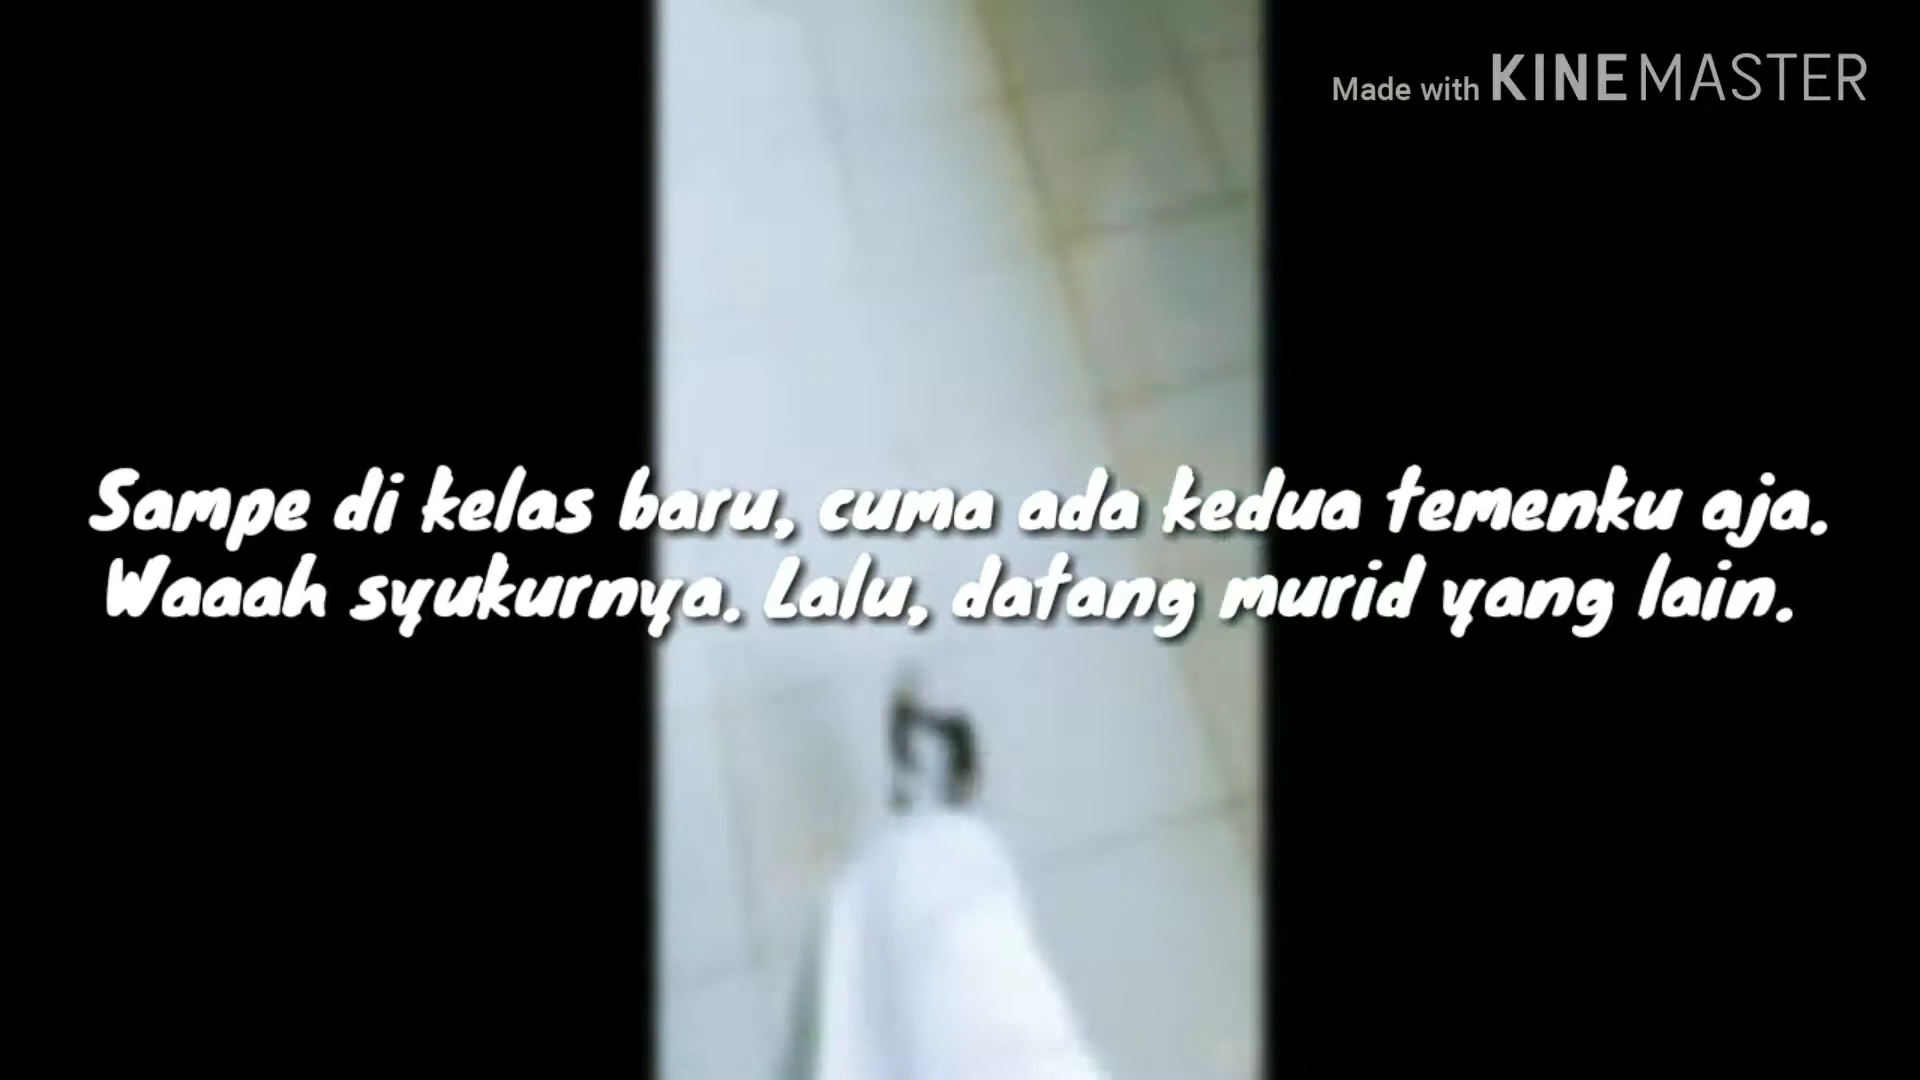 Made with KINEMASTER
Sampe di kelas baru, cuma ada kedua temenku aja.
Waaah syukurnya. Lalu, datang murid yang lain.